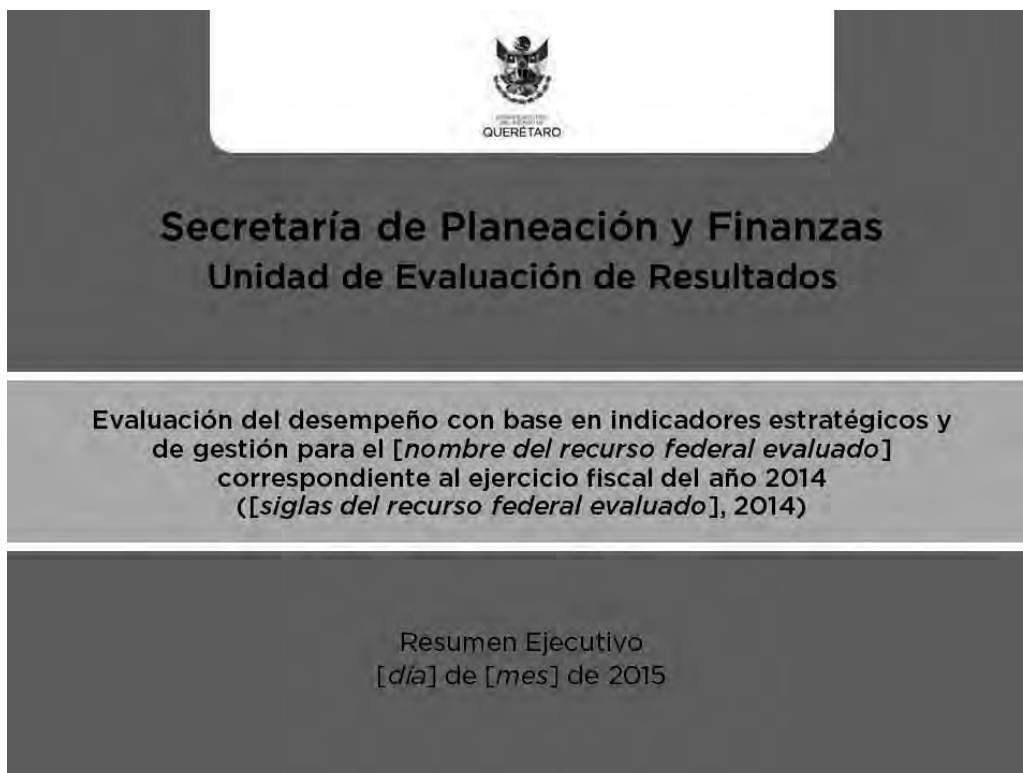 QUERÉTARO
Secretaría de Planeación y Finanzas
Unidad de Evaluación de Resultados
Evaluación del desempeño con base en indicadores estratégicos y
de gestión para el [nombre del recurso federal evaluado]
correspondiente al ejercicio fiscal del año 2014
([siglas del recurso federal evaluado], 2014)
Resumen Ejecutivo
[día] de [mes] de 2015